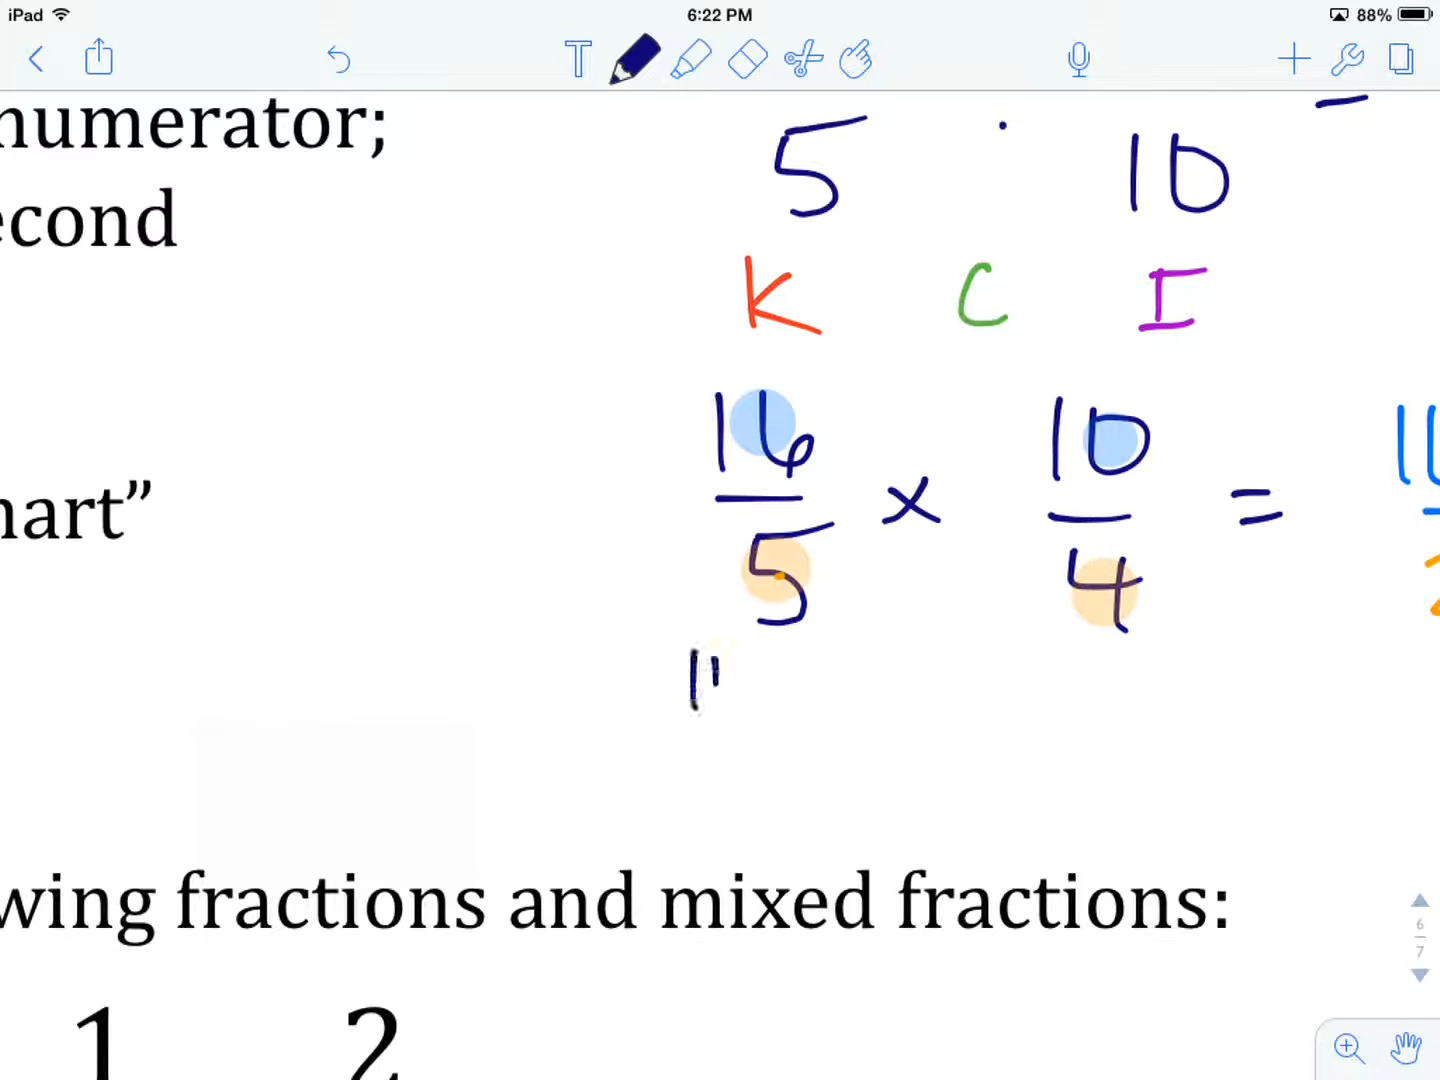 iPad 6:22 PM 88%
T
numerator;
5 · 10
econd
K C I
16 10
× =
5 4
hart”
wing fractions and mixed fractions:
6
7
1 2